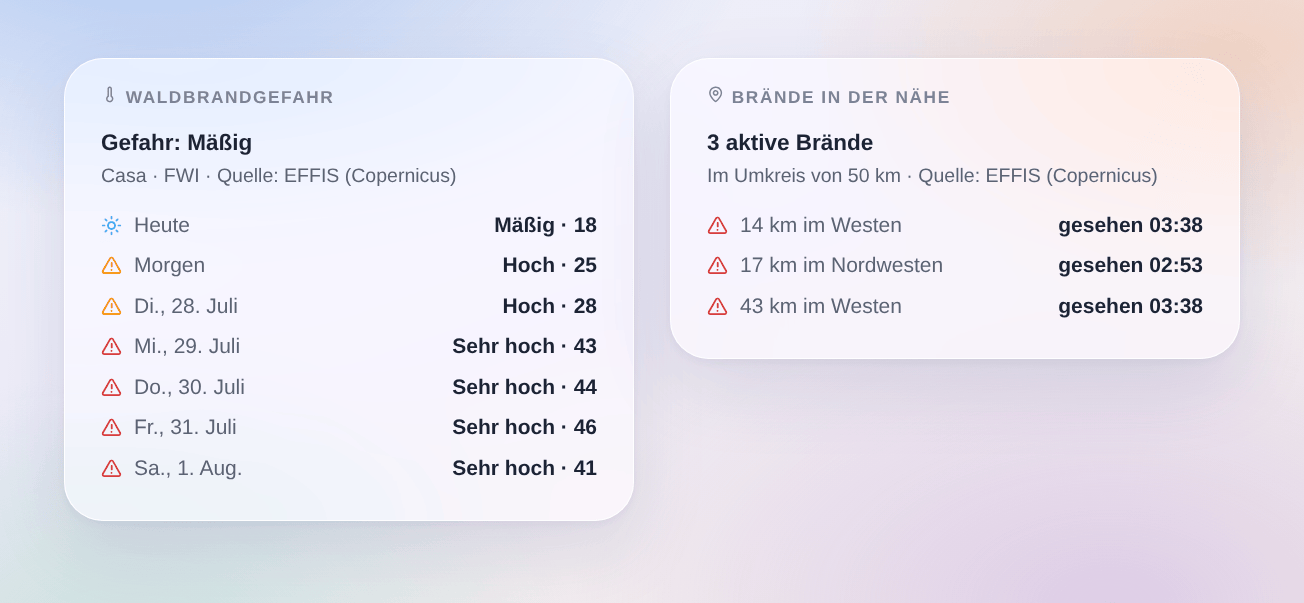 WALDBRANDGEFAHR
Gefahr: Mäßig
Casa · FWI · Quelle: EFFIS (Copernicus)
Heute Mäßig · 18
Morgen Hoch · 25
Di., 28. Juli Hoch · 28
Mi., 29. Juli Sehr hoch · 43
Do., 30. Juli Sehr hoch · 44
Fr., 31. Juli Sehr hoch · 46
Sa., 1. Aug. Sehr hoch · 41
BRÄNDE IN DER NÄHE
3 aktive Brände
Im Umkreis von 50 km · Quelle: EFFIS (Copernicus)
14 km im Westen gesehen 03:38
17 km im Nordwesten gesehen 02:53
43 km im Westen gesehen 03:38